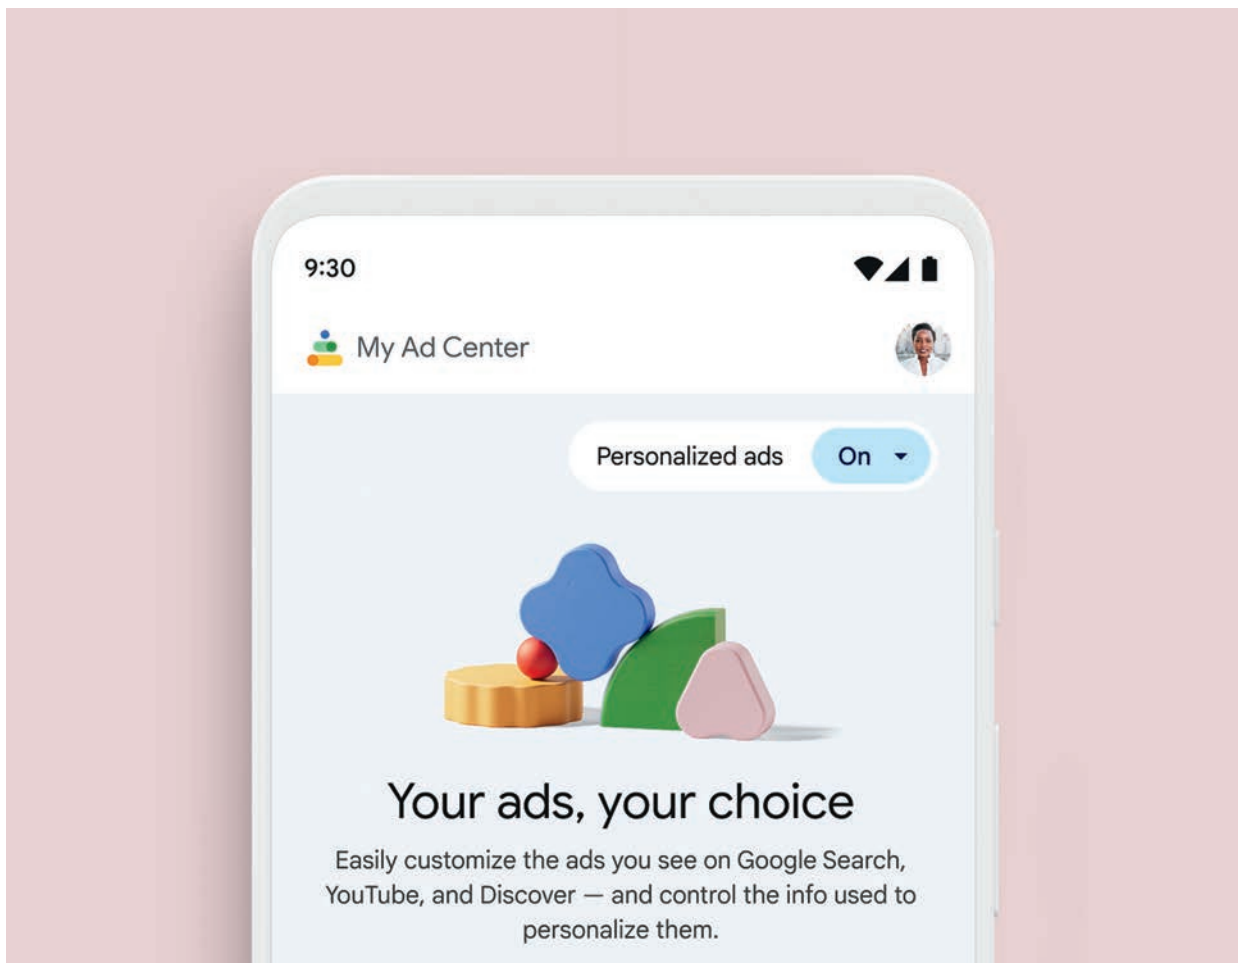 9:30
My Ad Center
Personalized ads
On
Your ads, your choice
Easily customize the ads you see on Google Search,
YouTube, and Discover — and control the info used to
personalize them.